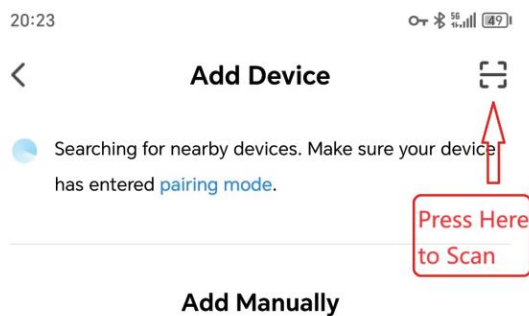 20:23
5G
49
Add Device
Searching for nearby devices. Make sure your device
has entered pairing mode.
Press Here
to Scan
Add Manually